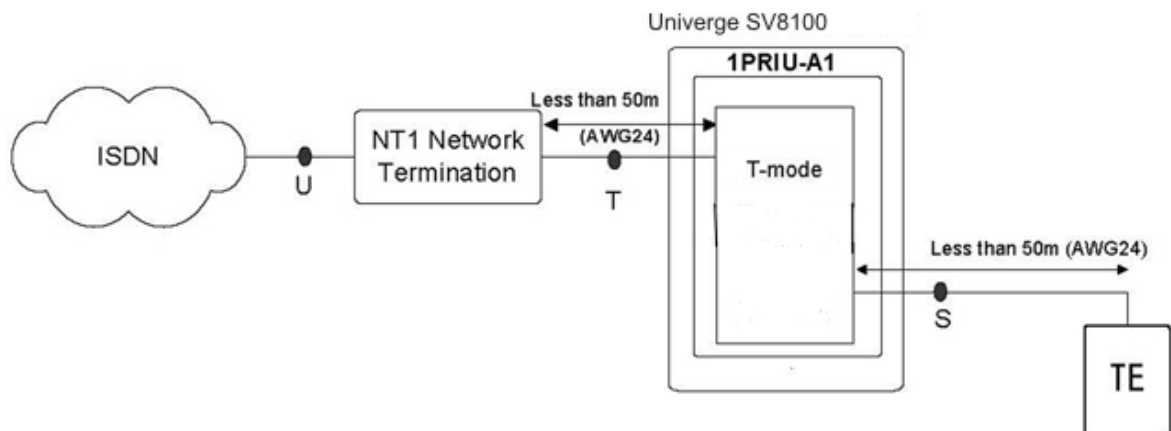 Univerge SV8100
1PRIU-A1
Less than 50m
(AWG24)
ISDN
NT1 Network
Termination
U
T
T-mode
Less than 50m (AWG24)
S
TE